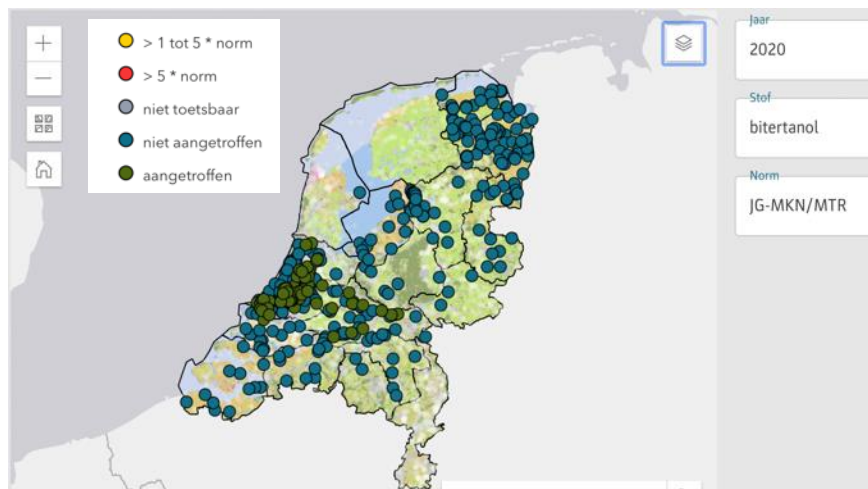 > 1 tot 5 * norm
> 5 * norm
niet toetsbaar
niet aangetroffen
aangetroffen
Jaar
2020
Stof
bitertanol
Norm
JG-MKN/MTR